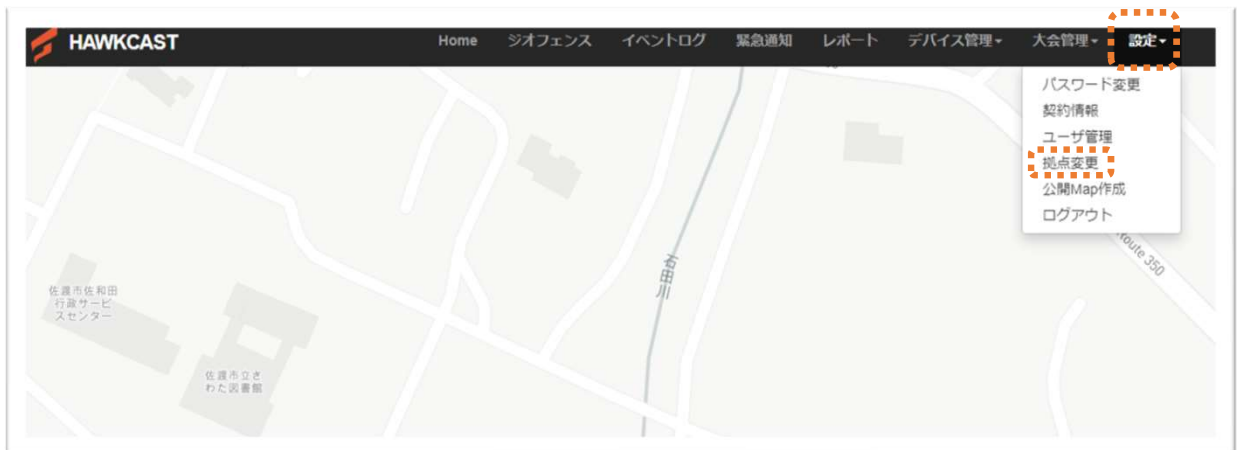 HAWKCAST
Home ジオフェンス イベントログ 緊急通知 レポート デバイス管理 大会管理 設定
パスワード変更
契約情報
ユーザ管理
拠点変更
公開Map作成
ログアウト
Route 350
石田川
佐渡市佐和田
行政サービ
スセンター
佐渡市立さ
わた図書館